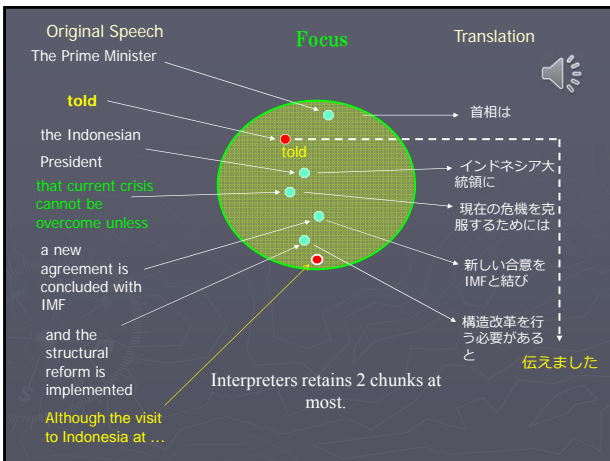 Original Speech
Focus
Translation
The Prime Minister
told
the Indonesian
President
that current crisis
cannot be
overcome unless
a new
agreement is
concluded with
IMF
and the
structural
reform is
implemented
Although the visit
to Indonesia at ...
told
首相は
インドネシア大
統領に
現在の危機を克
服するためには
新しい合意を
IMFと結び
構造改革を行
う必要がある
と
伝えました
Interpreters retains 2 chunks at
most.